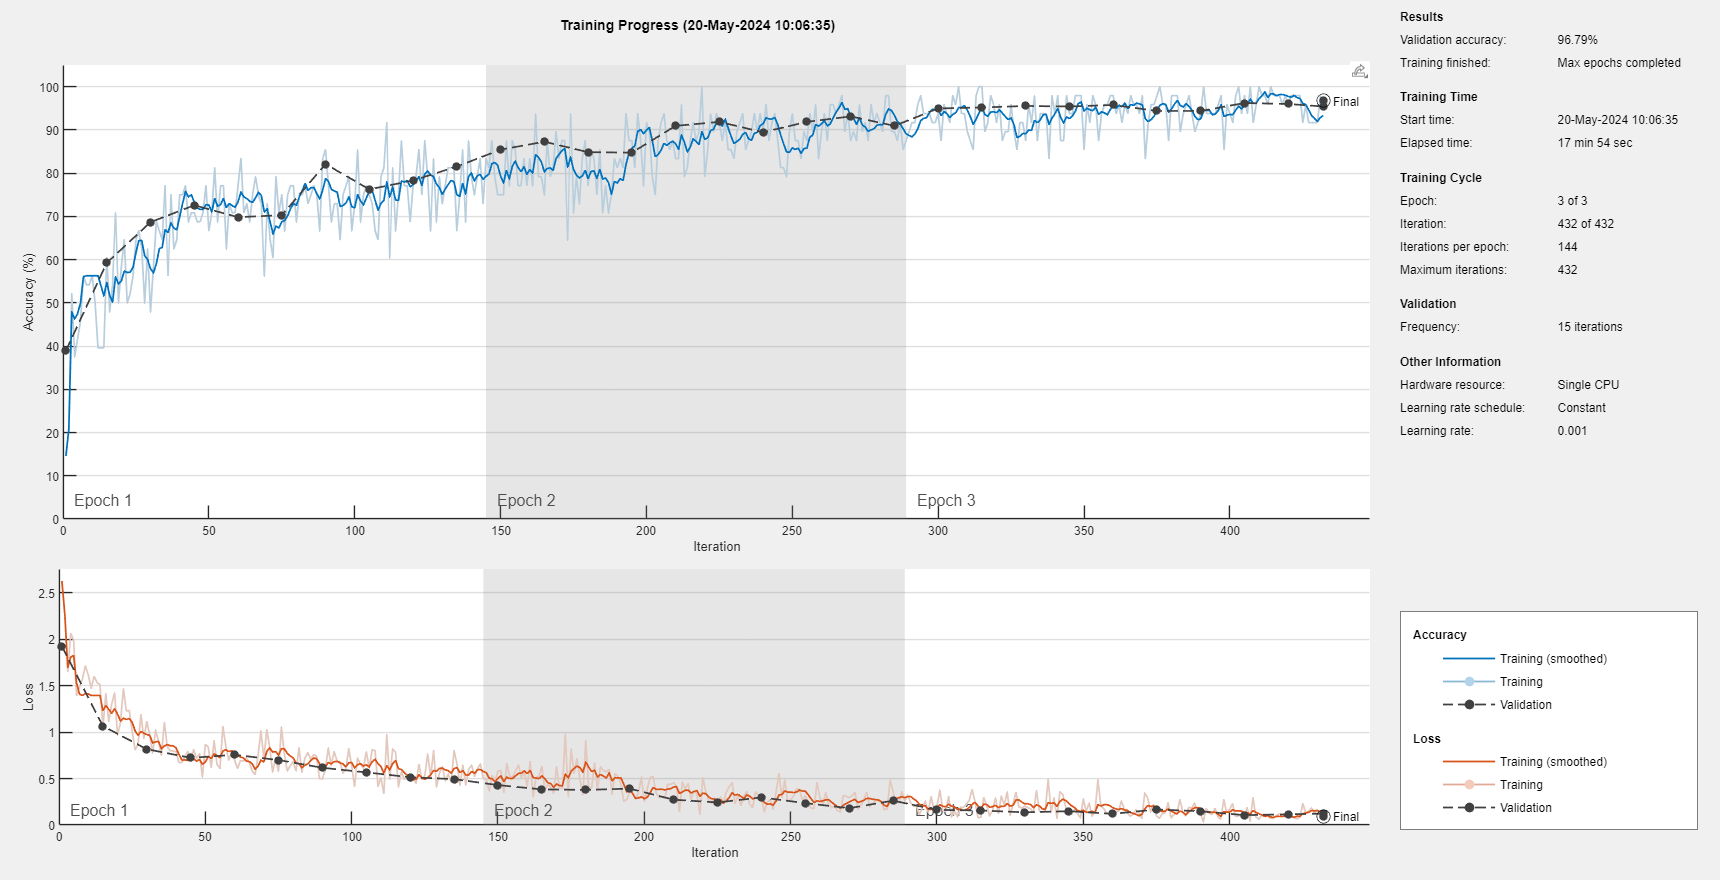 Training Progress (20-May-2024 10:06:35)
Accuracy (%)
100
90
80
70
60
50
40
30
20
10
0
Epoch 1
Epoch 2
Epoch 3
Final
0 50 100 150 200 250 300 350 400
Iteration
Loss
2.5
2
1.5
1
0.5
0
Epoch 1
Epoch 2
Epoch 3
Final
0 50 100 150 200 250 300 350 400
Iteration
Results
Validation accuracy: 96.79%
Training finished: Max epochs completed
Training Time
Start time: 20-May-2024 10:06:35
Elapsed time: 17 min 54 sec
Training Cycle
Epoch: 3 of 3
Iteration: 432 of 432
Iterations per epoch: 144
Maximum iterations: 432
Validation
Frequency: 15 iterations
Other Information
Hardware resource: Single CPU
Learning rate schedule: Constant
Learning rate: 0.001
Accuracy
Training (smoothed)
Training
Validation
Loss
Training (smoothed)
Training
Validation